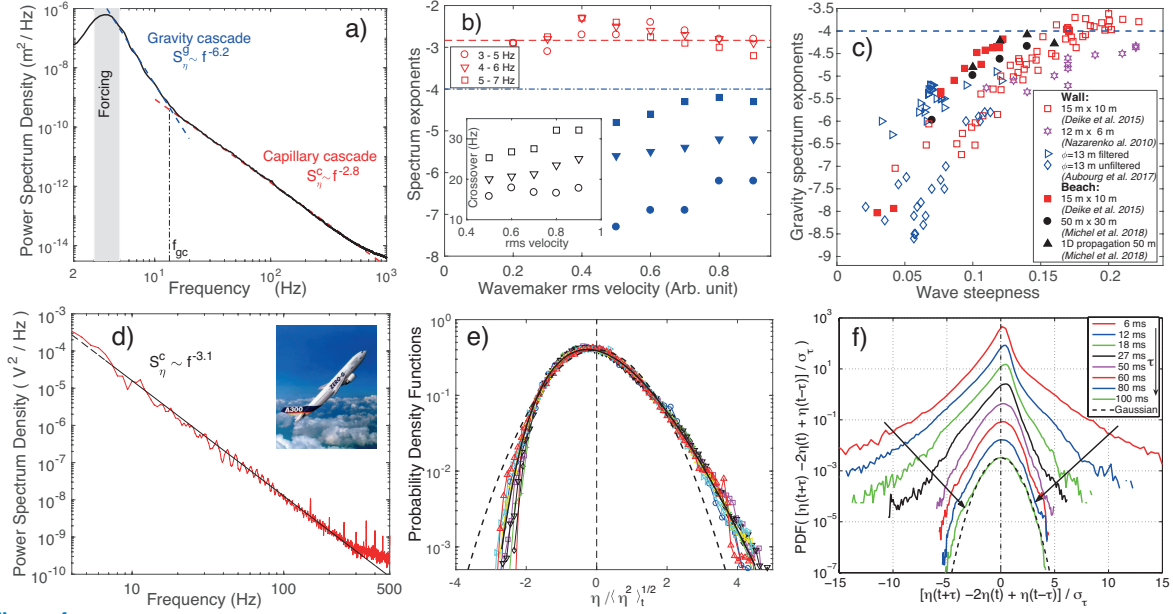 a)
Power Spectrum Density (m² / Hz)
10⁻⁶
10⁻⁸
10⁻¹⁰
10⁻¹²
10⁻¹⁴
Forcing
Gravity cascade
S^g_η ~ f^-6.2
Capillary cascade
S^c_η ~ f^-2.8
f_gc
2
10¹
10²
10³
Frequency (Hz)
b)
Spectrum exponents
-2
-3
-4
-5
-6
-7
-8
3 - 5 Hz
4 - 6 Hz
5 - 7 Hz
Crossover (Hz)
30
20
10
0.4
0.6
0.8
1
rms velocity
0
0.2
0.4
0.6
0.8
Wavemaker rms velocity (Arb. unit)
c)
Gravity spectrum exponents
-3.5
-4
-4.5
-5
-5.5
-6
-6.5
-7
-7.5
-8
-8.5
-9
Wall:
15 m x 10 m
(Deike et al. 2015)
12 m x 6 m
(Nazarenko et al. 2010)
ϕ=13 m filtered
ϕ=13 m unfiltered
(Aubourg et al. 2017)
Beach:
15 m x 10 m
(Deike et al. 2015)
50 m x 30 m
(Michel et al. 2018)
1D propagation 50 m
(Michel et al. 2018)
0
0.05
0.1
0.15
0.2
Wave steepness
d)
Power Spectrum Density ( V² / Hz)
10⁻³
10⁻⁴
10⁻⁵
10⁻⁶
10⁻⁷
10⁻⁸
10⁻⁹
10⁻¹⁰
S^c_η ~ f^-3.1
A300
ZERO-G
4
10
100
500
Frequency (Hz)
e)
Probability Density Functions
10⁰
10⁻¹
10⁻²
10⁻³
-4
-2
0
2
4
η /⟨ η² ⟩_t^1/2
f)
PDF( [η(t+τ) −2η(t) + η(t−τ)] / σ_τ
10³
10¹
10⁻¹
10⁻³
10⁻⁵
10⁻⁷
6 ms
12 ms
18 ms
27 ms
50 ms
60 ms
80 ms
100 ms
Gaussian
τ
−15
−10
−5
0
5
10
15
[η(t+τ) −2η(t) + η(t−τ)] / σ_τ